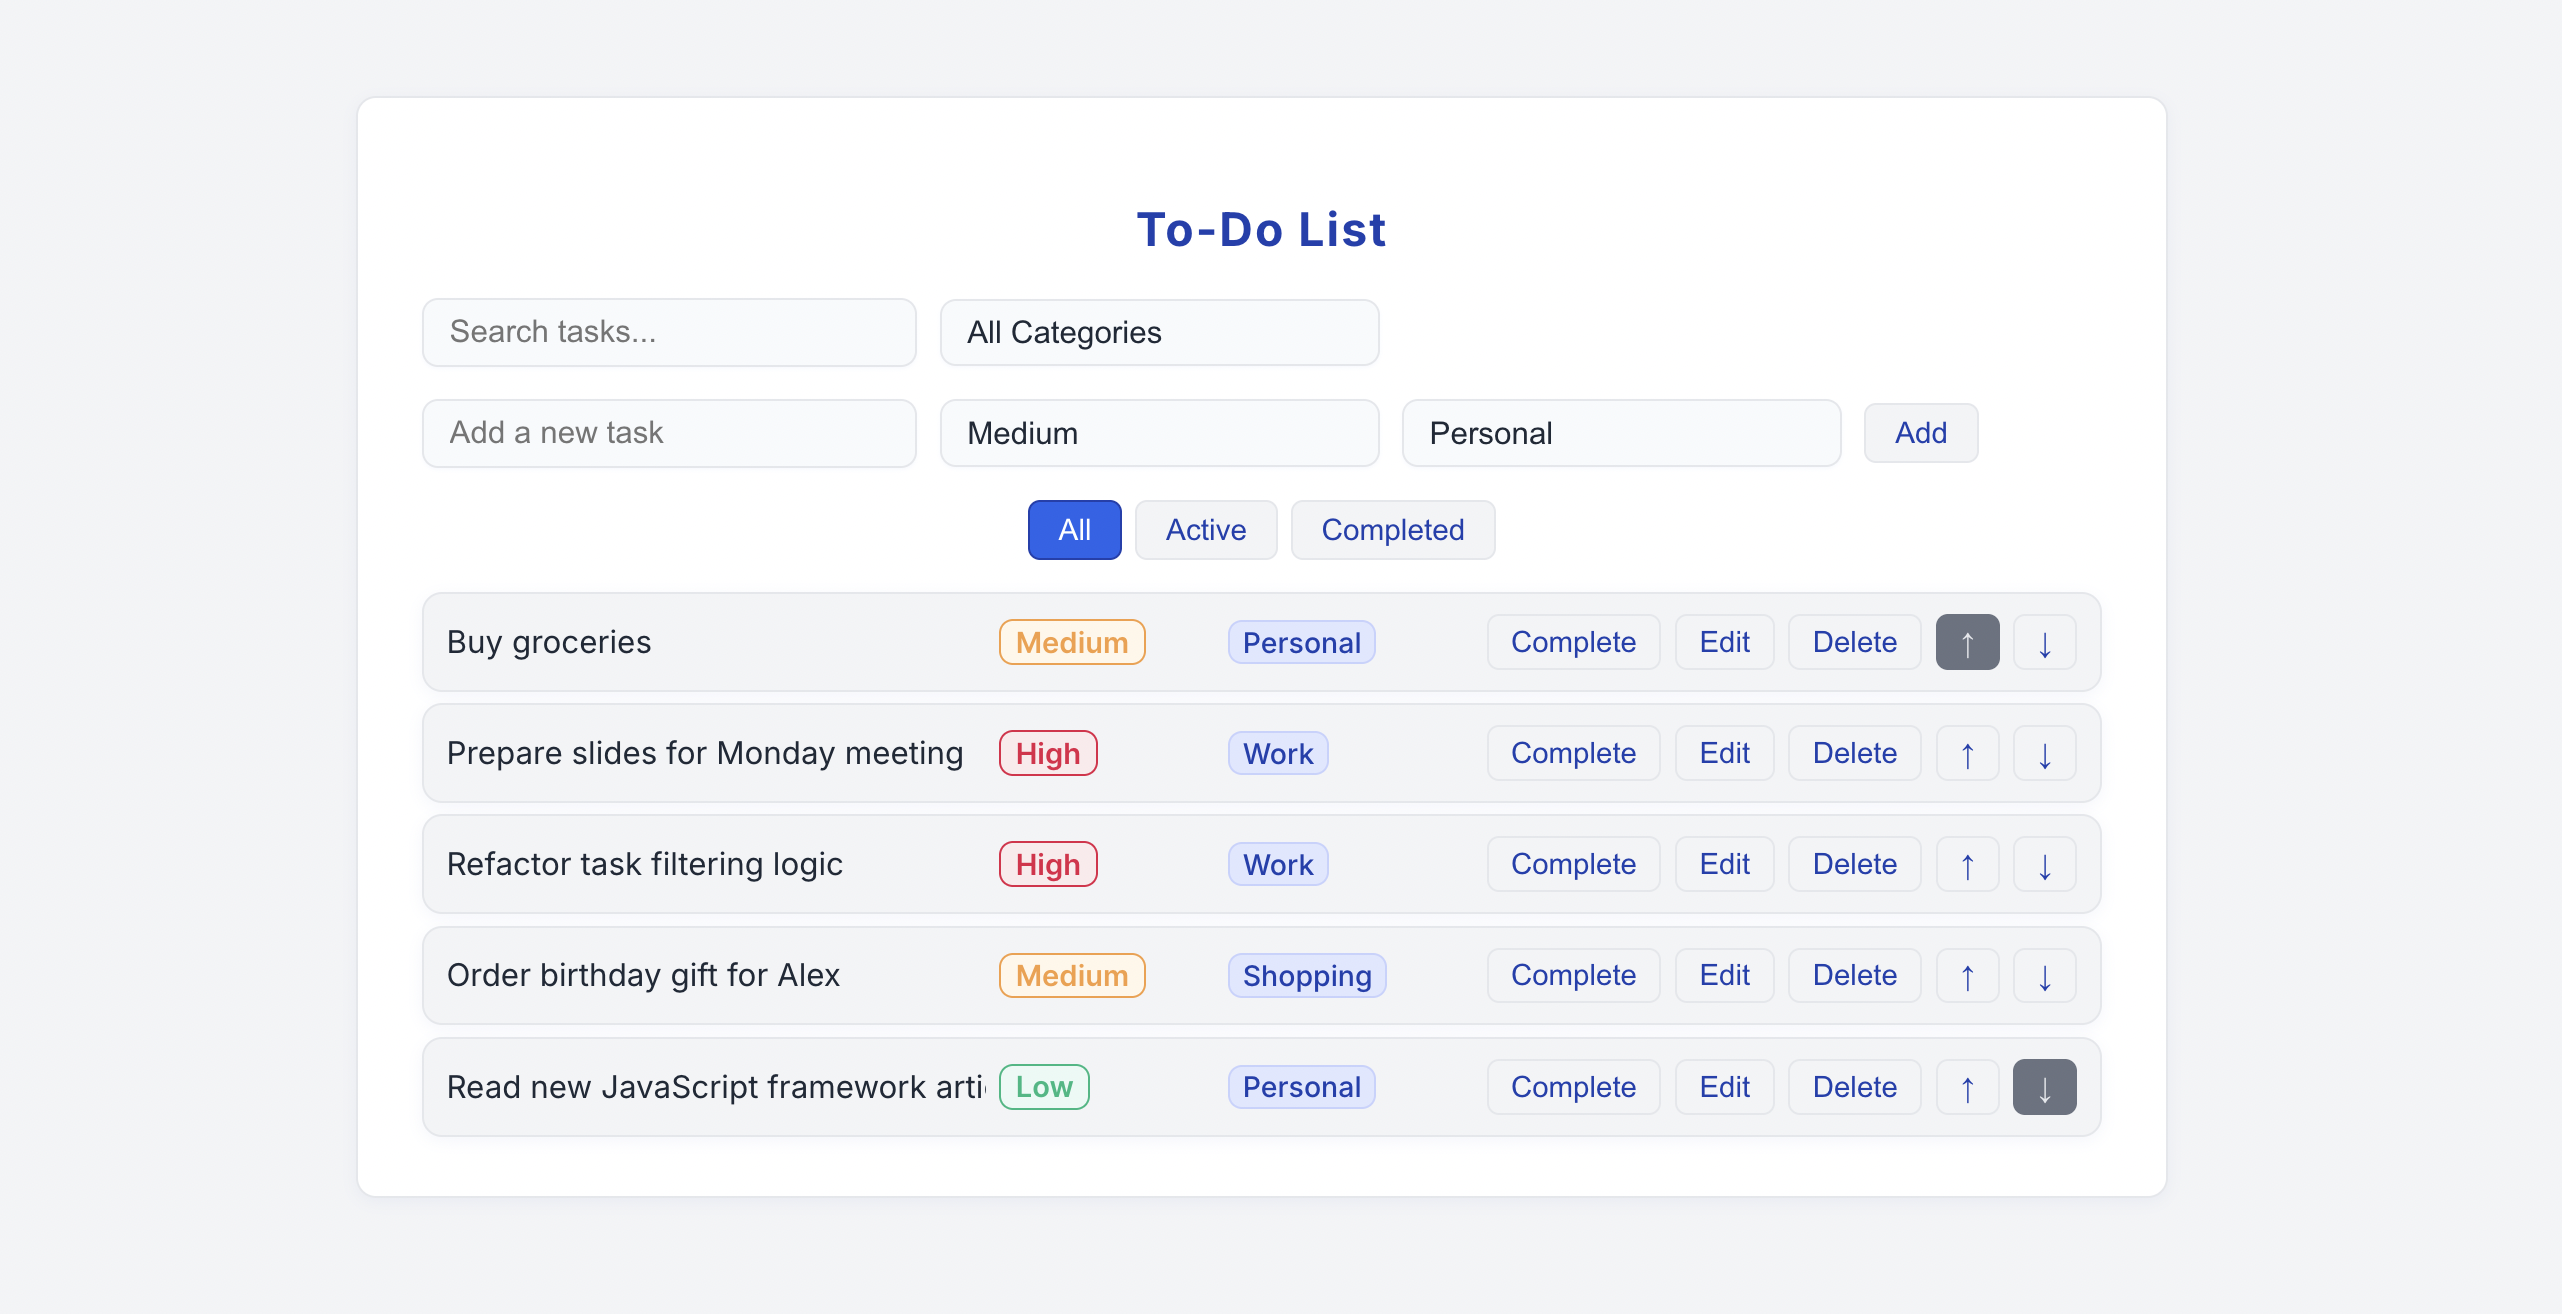 To-Do List
Search tasks... All Categories
Add a new task Medium Personal Add
All Active Completed
Buy groceries Medium Personal Complete Edit Delete ↑ ↓
Prepare slides for Monday meeting High Work Complete Edit Delete ↑ ↓
Refactor task filtering logic High Work Complete Edit Delete ↑ ↓
Order birthday gift for Alex Medium Shopping Complete Edit Delete ↑ ↓
Read new JavaScript framework Low Personal Complete Edit Delete ↑ ↓